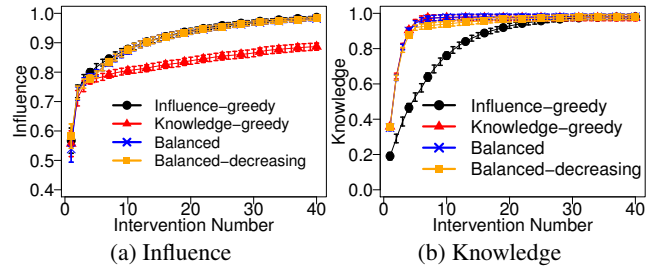 1.0
0.9
0.8
0.7
0.6
0.5
0.4
Influence
Influence−greedy
Knowledge−greedy
Balanced
Balanced−decreasing
0 10 20 30 40
Intervention Number
(a) Influence
1.0
0.8
0.6
0.4
0.2
0.0
Knowledge
Influence−greedy
Knowledge−greedy
Balanced
Balanced−decreasing
0 10 20 30 40
Intervention Number
(b) Knowledge